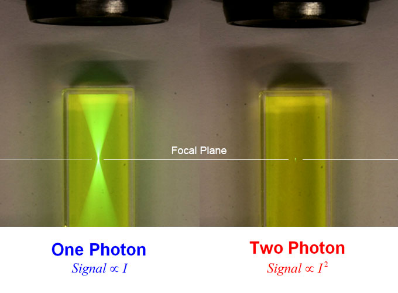 Focal Plane
One Photon
Signal ∝ I
Two Photon
Signal ∝ I²